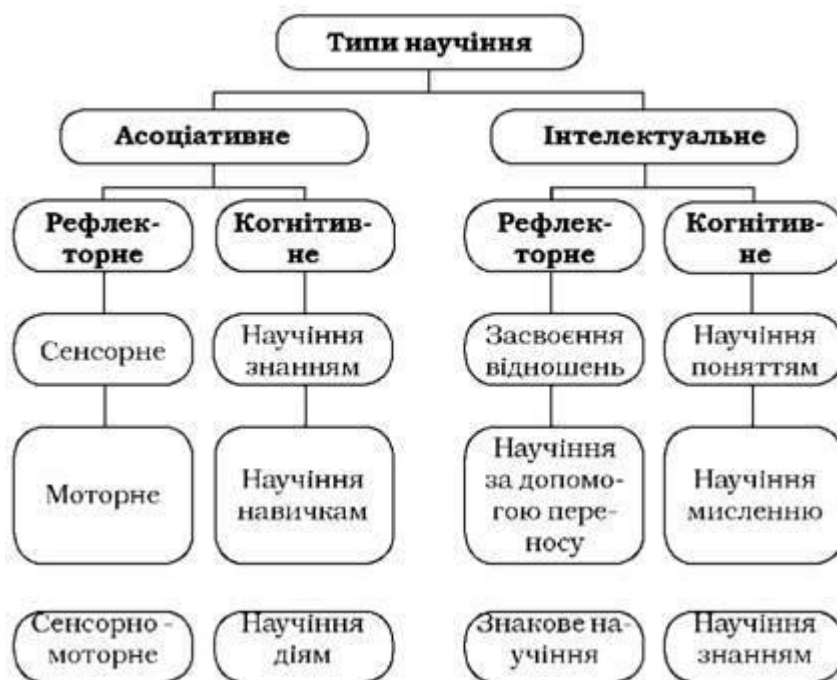 Типи научіння
Асоціативне
Інтелектуальне
Рефлек-
торне
Когнітив-
не
Рефлек-
торне
Когнітив-
не
Сенсорне
Научіння
знанням
Засвоєння
відношень
Научіння
поняттям
Моторне
Научіння
навичкам
Научіння
за допомо-
гою пере-
носу
Научіння
мисленню
Сенсорно -
моторне
Научіння
діям
Знакове на-
учіння
Научіння
знанням